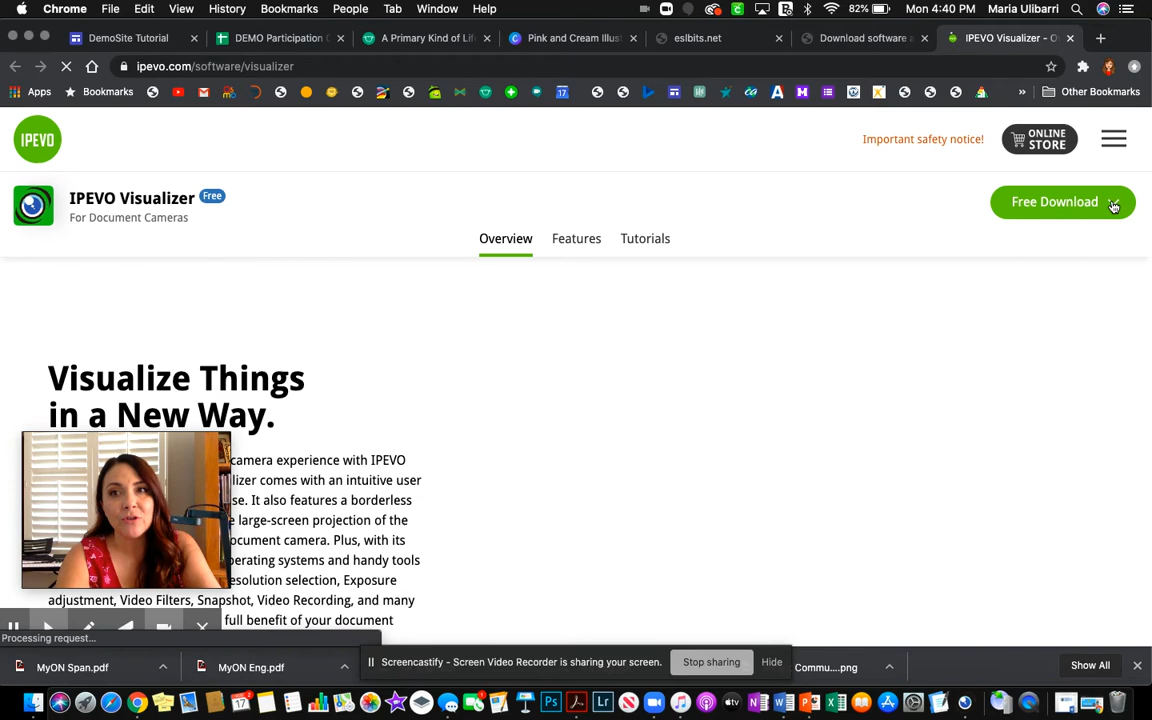 Chrome File Edit View History Bookmarks People Tab Window Help 82% Mon 4:40 PM Maria Ulibarri
DemoSite Tutorial DEMO Participation A Primary Kind of Li Pink and Cream Illust eslbits.net Download software a IPEVO Visualizer - O
ipevo.com/software/visualizer
Apps Bookmarks Other Bookmarks
IPEVO Important safety notice! ONLINE
STORE
IPEVO Visualizer Free
For Document Cameras
Free Download
Overview Features Tutorials
Visualize Things
in a New Way.
camera experience with IPEVO
lizer comes with an intuitive user
se. It also features a borderless
e large-screen projection of the
ocument camera. Plus, with its
perating systems and handy tools
esolution selection, Exposure
adjustment, Video Filters, Snapshot, Video Recording, and many
full benefit of your document
Processing request...
Screencastify - Screen Video Recorder is sharing your screen. Stop sharing Hide
MyON Span.pdf MyON Eng.pdf Commu....png Show All